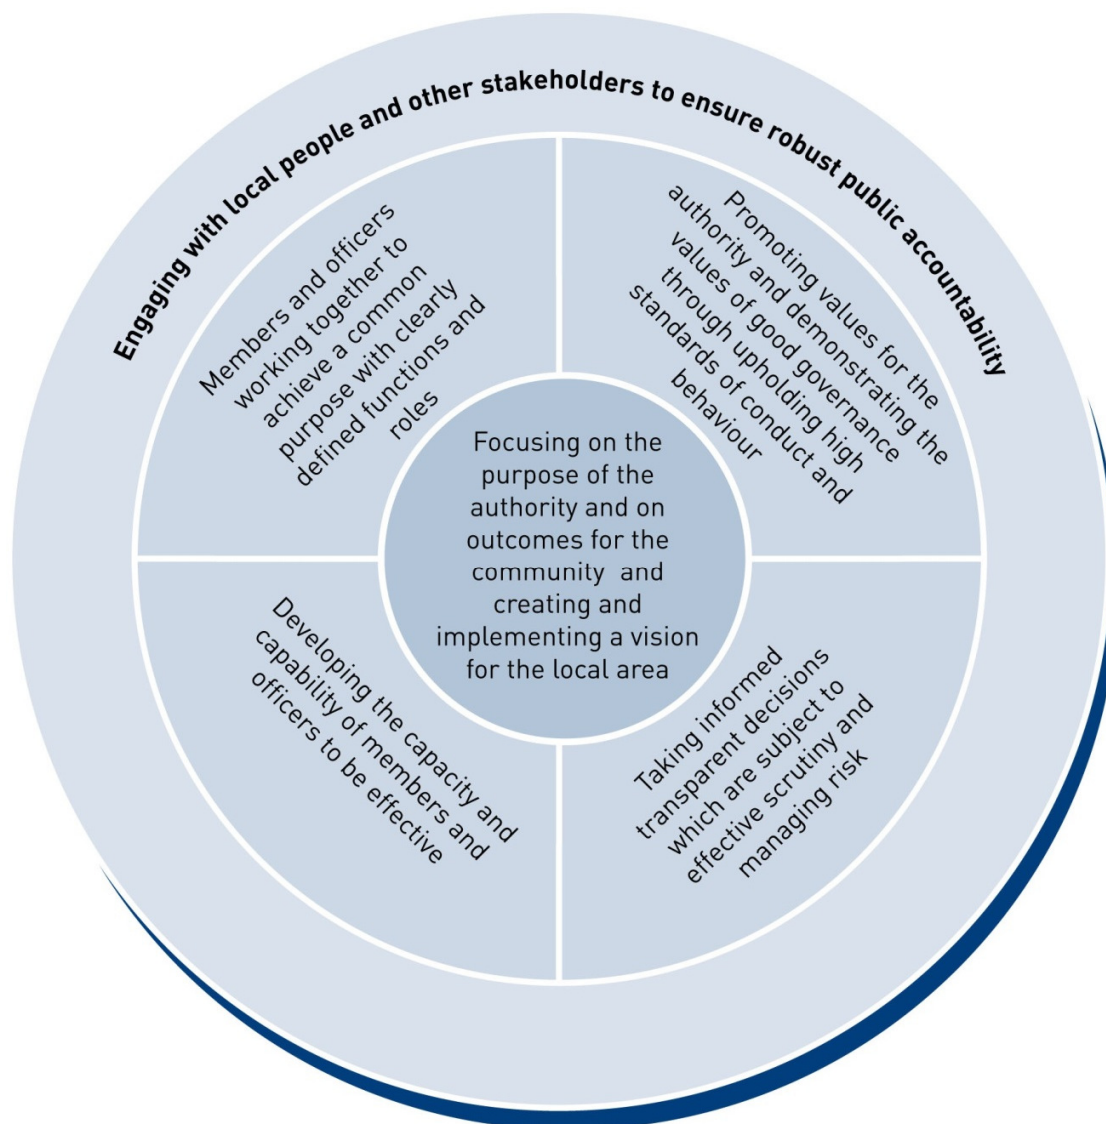 Engaging with local people and other stakeholders to ensure robust public accountability
Members and officers
working together to
achieve a common
purpose with clearly
defined functions and
roles
Promoting values for the
authority and demonstrating the
values of good governance
through upholding high
standards of conduct and
behaviour
Focusing on the
purpose of the
authority and on
outcomes for the
community and
creating and
implementing a vision
for the local area
Developing the capacity and
capability of members and
officers to be effective
Taking informed
transparent decisions
which are subject to
effective scrutiny and
managing risk